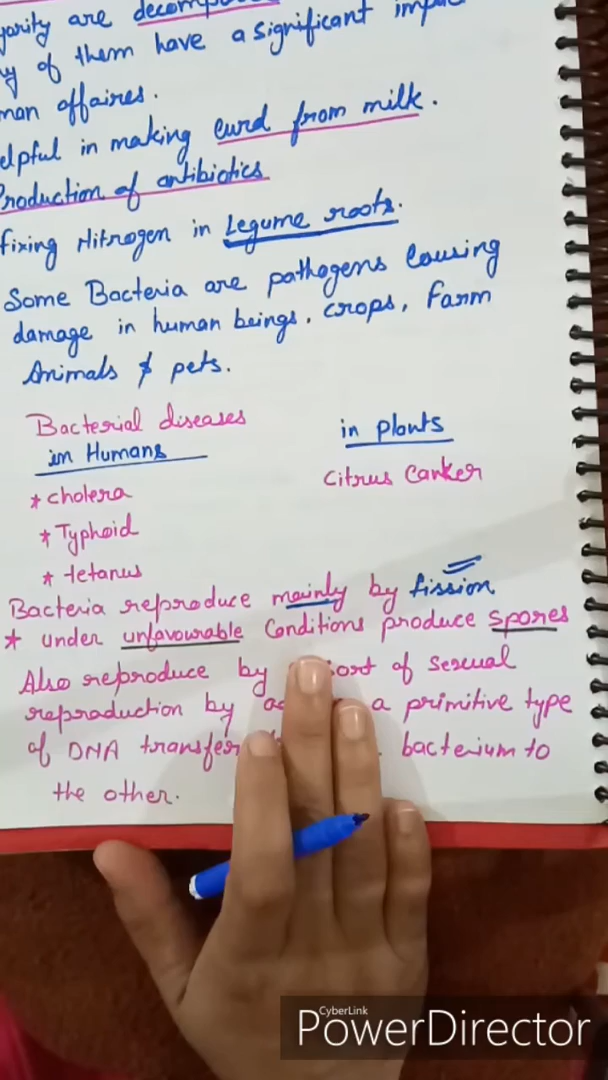 are
of them have a significant
affaires.
in making curd from milk.
Production of antibiotics
fixing Nitrogen in Legume roots.
Some Bacteria are pathogens causing
damage in human beings, crops, Farm
Animals & pets.
Bacterial diseases
in Humans
* cholera
* Typhoid
* tetanus
in plants
Citrus Canker
Bacteria reproduce mainly by fission
* under unfavourable Conditions produce spores
Also reproduce by sort of sexual
reproduction by a primitive type
of DNA transfer bacterium to
the other.
CyberLink
PowerDirector